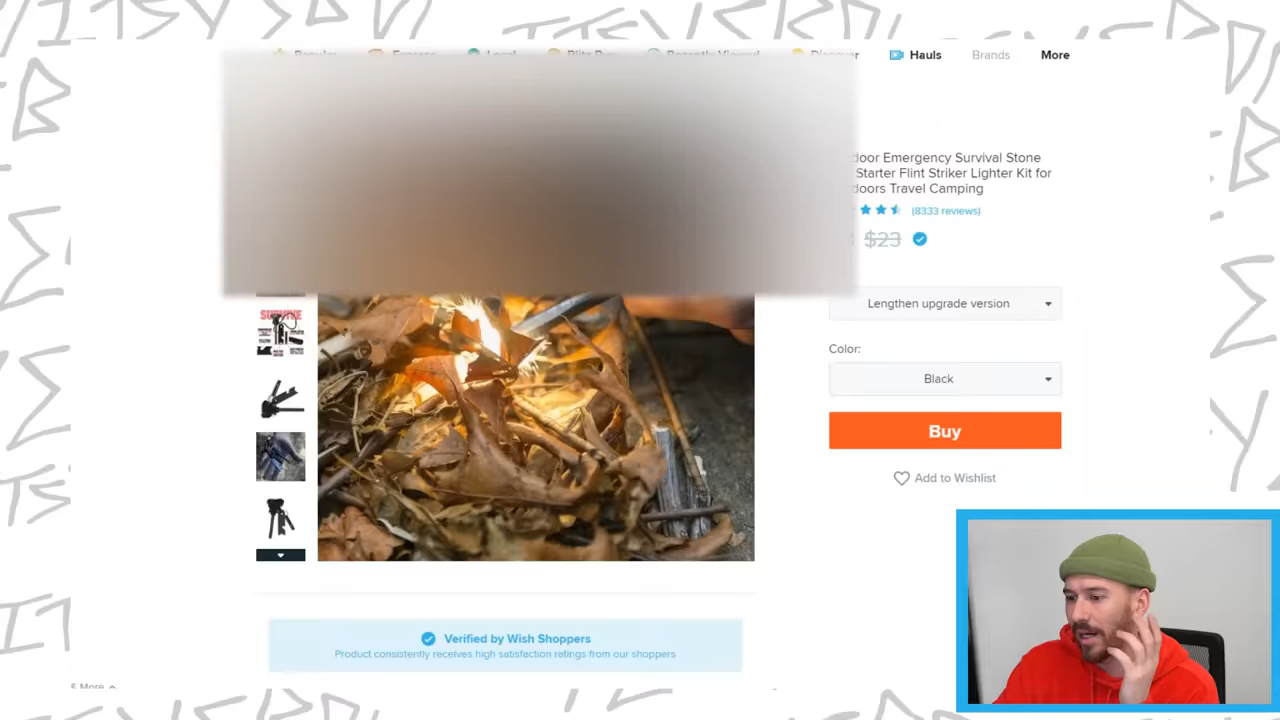 Hauls
Brands
More
door Emergency Survival Stone
Starter Flint Striker Lighter Kit for
doors Travel Camping
(8333 reviews)
$23
Lengthen upgrade version
Color:
Black
Buy
Add to Wishlist
SURVIVE
Verified by Wish Shoppers
Product consistently receives high satisfaction ratings from our shoppers
& More